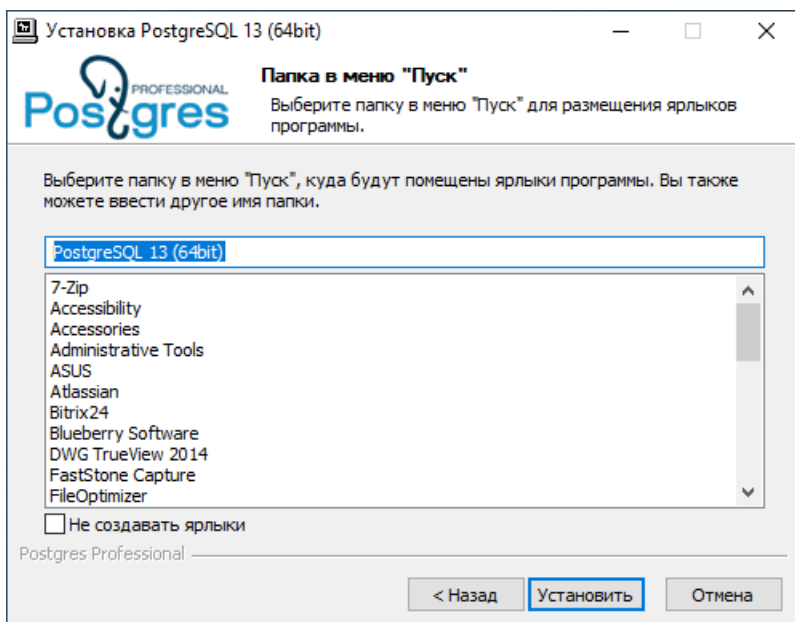 Установка PostgreSQL 13 (64bit)
PROFESSIONAL
Postgres
Папка в меню "Пуск"
Выберите папку в меню "Пуск" для размещения ярлыков
программы.
Выберите папку в меню "Пуск", куда будут помещены ярлыки программы. Вы также
можете ввести другое имя папки.
PostgreSQL 13 (64bit)
7-Zip
Accessibility
Accessories
Administrative Tools
ASUS
Atlassian
Bitrix24
Blueberry Software
DWG TrueView 2014
FastStone Capture
FileOptimizer
Не создавать ярлыки
Postgres Professional
< Назад
Установить
Отмена